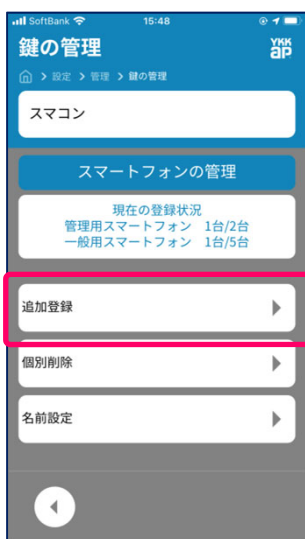 SoftBank 15:48
鍵の管理
YKK
ap
設定 > 管理 > 鍵の管理
スマコン
スマートフォンの管理
現在の登録状況
管理用スマートフォン 1台/2台
一般用スマートフォン 1台/5台
追加登録
個別削除
名前設定